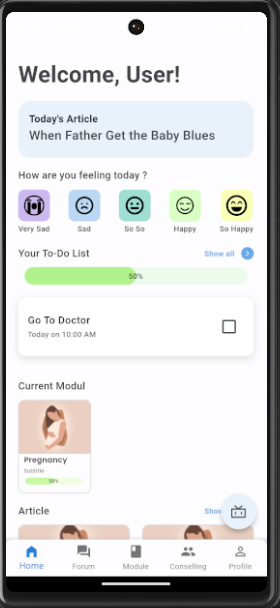 Welcome, User!
Today's Article
When Father Get the Baby Blues
How are you feeling today ?
Very Sad
Sad
So So
Happy
So Happy
Your To-Do List
Show all
50%
Go To Doctor
Today on 10:00 AM
Current Modul
Pregnancy
Subtitle
50%
Article
Home
Forum
Module
Conselling
Profile